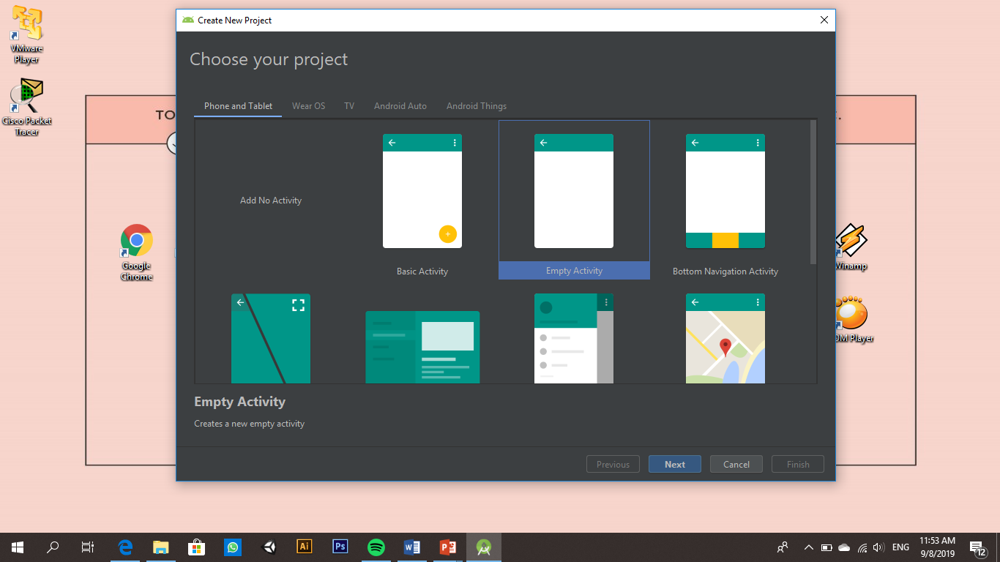 Create New Project
Choose your project
Phone and Tablet Wear OS TV Android Auto Android Things
Add No Activity
Basic Activity
Empty Activity
Bottom Navigation Activity
Empty Activity
Creates a new empty activity
Previous Next Cancel Finish
VMware
Player
Cisco Packet
Tracer
TO
Google
Chrome
Winamp
OM Player
Ai
Ps
ENG
11:53 AM
9/8/2019
12